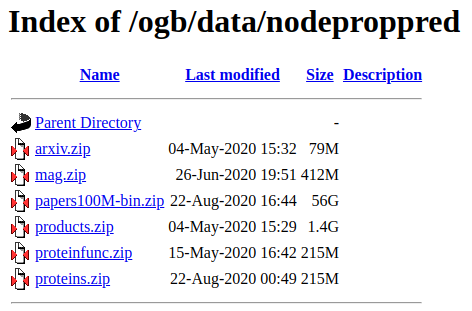 Index of /ogb/data/nodeproppred
Name Last modified Size Description
Parent Directory -
arxiv.zip 04-May-2020 15:32 79M
mag.zip 26-Jun-2020 19:51 412M
papers100M-bin.zip 22-Aug-2020 16:44 56G
products.zip 04-May-2020 15:29 1.4G
proteinfunc.zip 15-May-2020 16:42 215M
proteins.zip 22-Aug-2020 00:49 215M